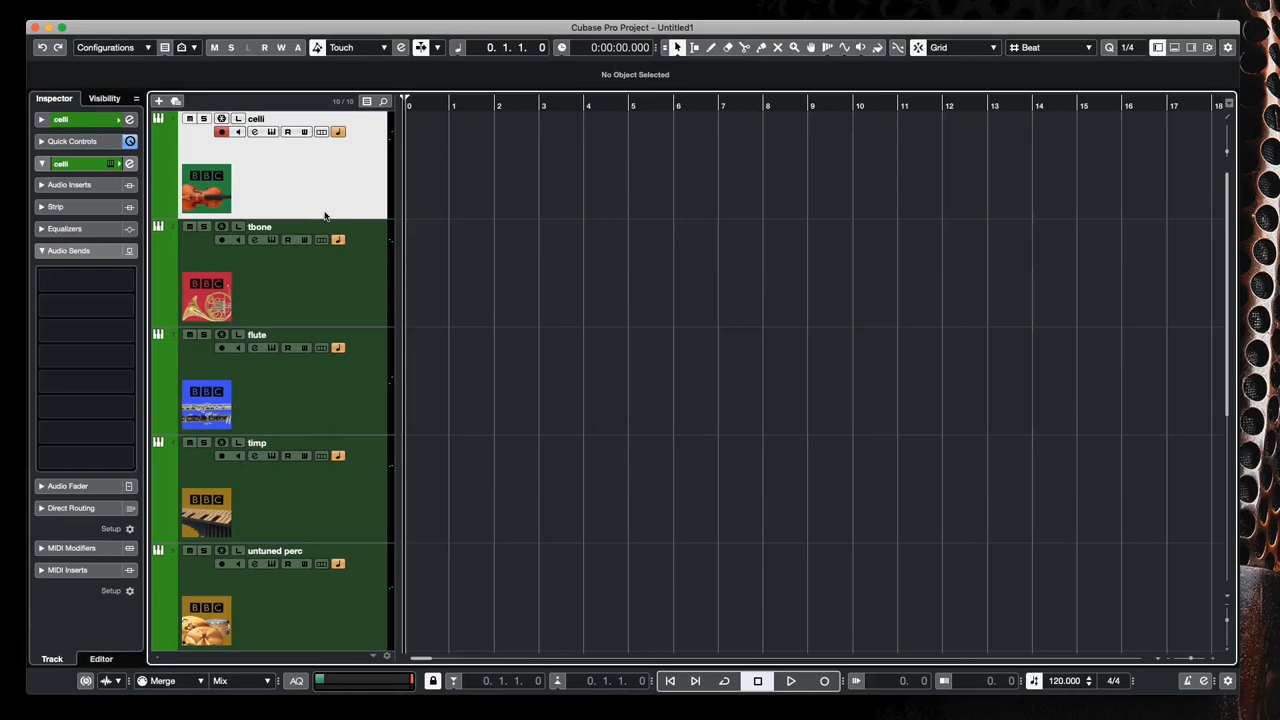 Cubase Pro Project - Untitled1
Configurations M S L R W A Touch 0. 1. 1. 0 0:00:00.000 Grid Beat Q 1/4
No Object Selected
Inspector Visibility 10 / 10 0 1 2 3 4 5 6 7 8 9 10 11 12 13 14 15 16 17 18
celli
Quick Controls
celli
Audio Inserts
Strip
Equalizers
Audio Sends
Audio Fader
Direct Routing
Setup
MIDI Modifiers
MIDI Inserts
Setup
Track Editor
1 M S L celli
R W
BBC
2 M S L tbone
R W
BBC
3 M S L flute
R W
BBC
4 M S L timp
R W
BBC
5 M S L untuned perc
R W
BBC
Merge Mix AQ 0. 1. 1. 0 0. 1. 1. 0 0. 0 0. 0 120.000 4/4